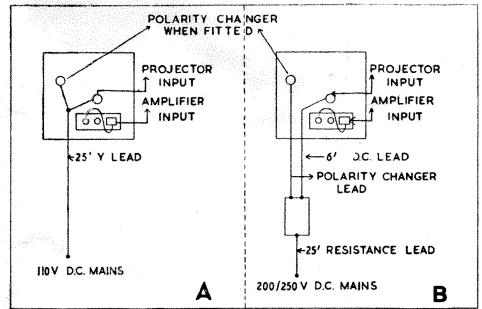 POLARITY CHANGER
WHEN FITTED
PROJECTOR
INPUT
AMPLIFIER
INPUT
25' Y LEAD
110V D.C. MAINS
A
PROJECTOR
INPUT
AMPLIFIER
INPUT
6' D.C. LEAD
POLARITY CHANGER
LEAD
25' RESISTANCE LEAD
200/250 V D.C. MAINS
B